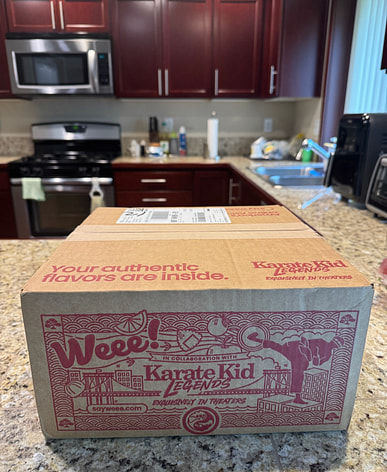 Your authentic
flavors are inside.
Karate Kid
LEGENDS
EXCLUSIVELY IN THEATERS
Weee!
IN COLLABORATION WITH
Karate Kid
LEGENDS
EXCLUSIVELY IN THEATERS
sayweee.com